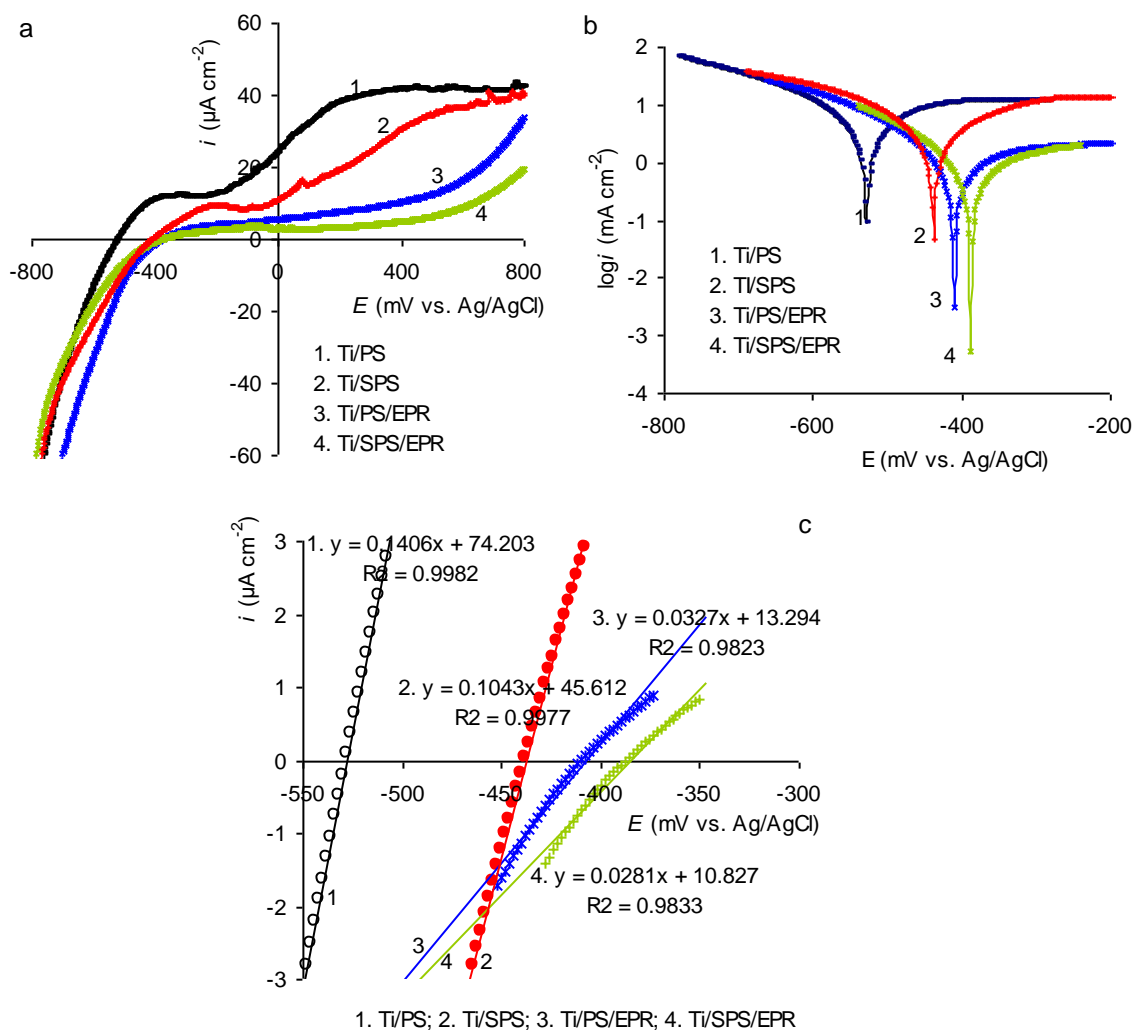 a
i (µA cm-2)
60
40
20
0
-20
-40
-60
-800
-400
0
400
800
E (mV vs. Ag/AgCl)
1
2
3
4
1. Ti/PS
2. Ti/SPS
3. Ti/PS/EPR
4. Ti/SPS/EPR
b
logi (mA cm-2)
2
1
0
-1
-2
-3
-4
-800
-600
-400
-200
E (mV vs. Ag/AgCl)
1
2
3
4
1. Ti/PS
2. TI/SPS
3. Ti/PS/EPR
4. Ti/SPS/EPR
c
i (µA cm-2)
3
2
1
0
-1
-2
-3
-550
-500
-450
-400
-350
-300
E (mV vs. Ag/AgCl)
1. y = 0.1406x + 74.203
R2 = 0.9982
3. y = 0.0327x + 13.294
R2 = 0.9823
2. y = 0.1043x + 45.612
R2 = 0.9977
4. y = 0.0281x + 10.827
R2 = 0.9833
1
3
4
2
1. Ti/PS; 2. Ti/SPS; 3. Ti/PS/EPR; 4. Ti/SPS/EPR